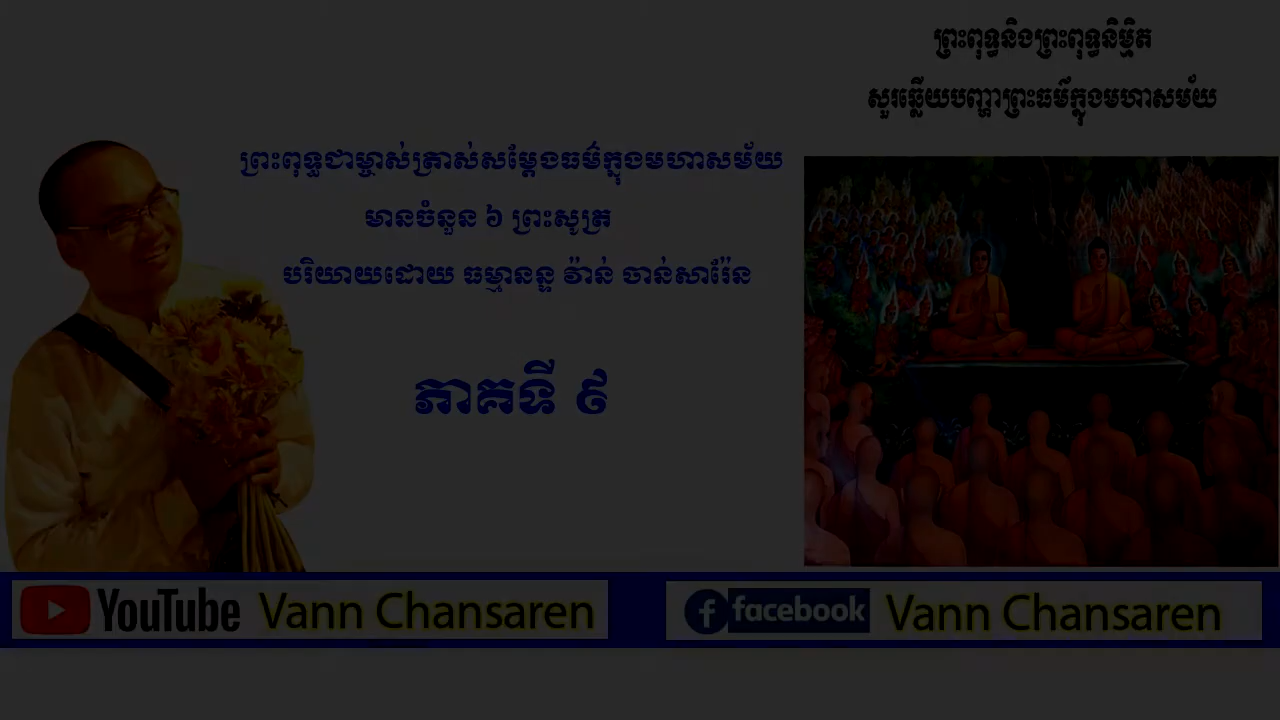 ព្រះពុទ្ធនិងព្រះពុទ្ធនិម្មិត
សួរឆ្លើយបញ្ហាព្រះធម៌ក្នុងមហាសម័យ
ព្រះពុទ្ធជាម្ចាស់ត្រាស់សម្តែងធម៌ក្នុងមហាសម័យ
មានចំនួន ៦ ព្រះសូត្រ
បរិយាយដោយ ធម្មានន្ទ វ៉ាន់ ចាន់សារ៉ែន
ភាគទី ៩
YouTube Vann Chansaren
facebook Vann Chansaren